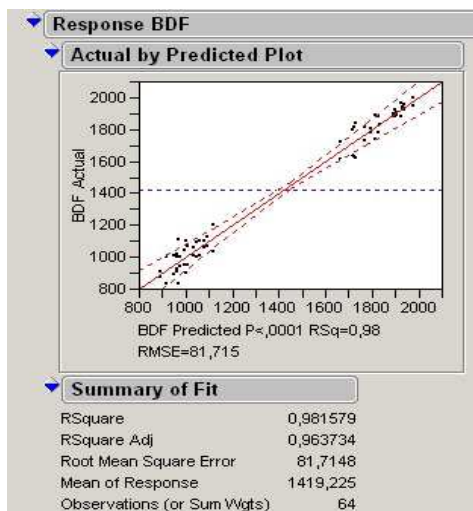 Response BDF
Actual by Predicted Plot
2000
1800
1600
1400
1200
1000
800
BDF Actual
800 1000 1200 1400 1600 1800 2000
BDF Predicted P<,0001 RSq=0,98
RMSE=81,715
Summary of Fit
RSquare 0,981579
RSquare Adj 0,963734
Root Mean Square Error 81,7148
Mean of Response 1419,225
Observations (or Sum Wgts) 64